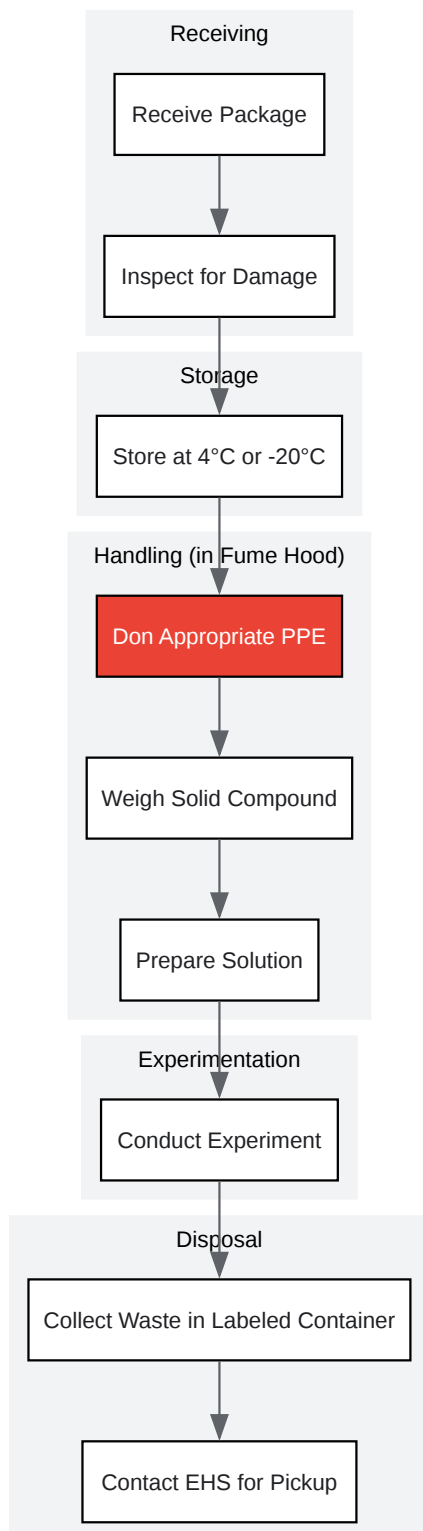 Receiving
Receive Package
Inspect for Damage
Storage
Store at 4°C or -20°C
Handling (in Fume Hood)
Don Appropriate PPE
Weigh Solid Compound
Prepare Solution
Experimentation
Conduct Experiment
Disposal
Collect Waste in Labeled Container
Contact EHS for Pickup